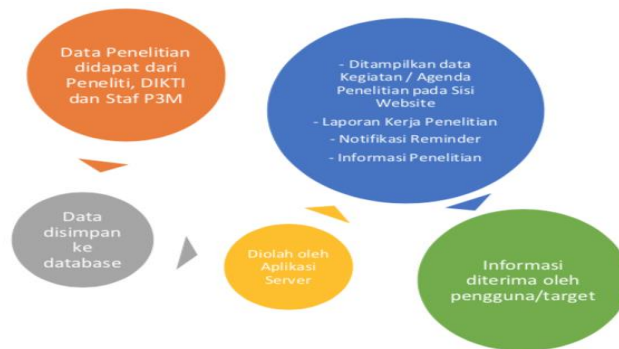 Data Penelitian
didapat dari
Peneliti, DIKTI
dan Staf P3M
Data
disimpan
ke
database
Diolah oleh
Aplikasi
Server
- Ditampilkan data
Kegiatan / Agenda
Penelitian pada Sisi
Website
- Laporan Kerja Penelitian
- Notifikasi Reminder
- Informasi Penelitian
Informasi
diterima oleh
pengguna/target